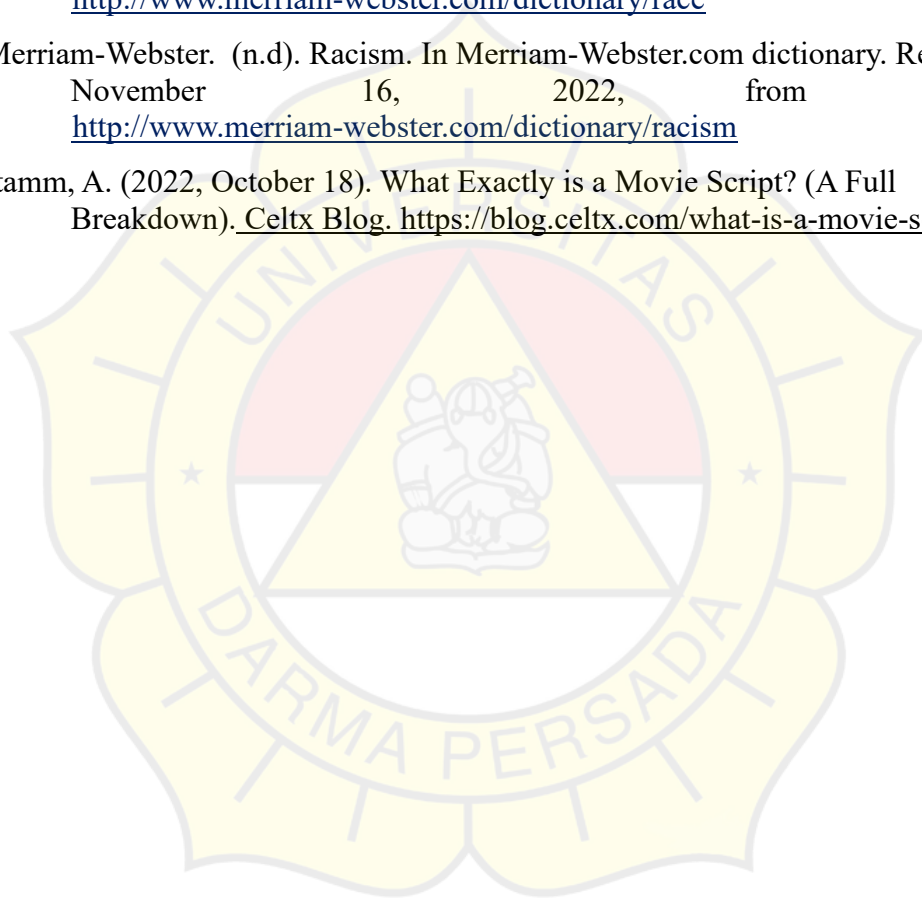 http://www.merriam-webster.com/dictionary/race
Merriam-Webster. (n.d). Racism. In Merriam-Webster.com dictionary.
November 16, 2022, from
http://www.merriam-webster.com/dictionary/racism
A. (2022, October 18). What Exactly is a Movie Script? (A Full
Breakdown). Celtx Blog. https://blog.celtx.com/what-is-a-movie-s
UNIVERSITAS
DARMA PERSADA